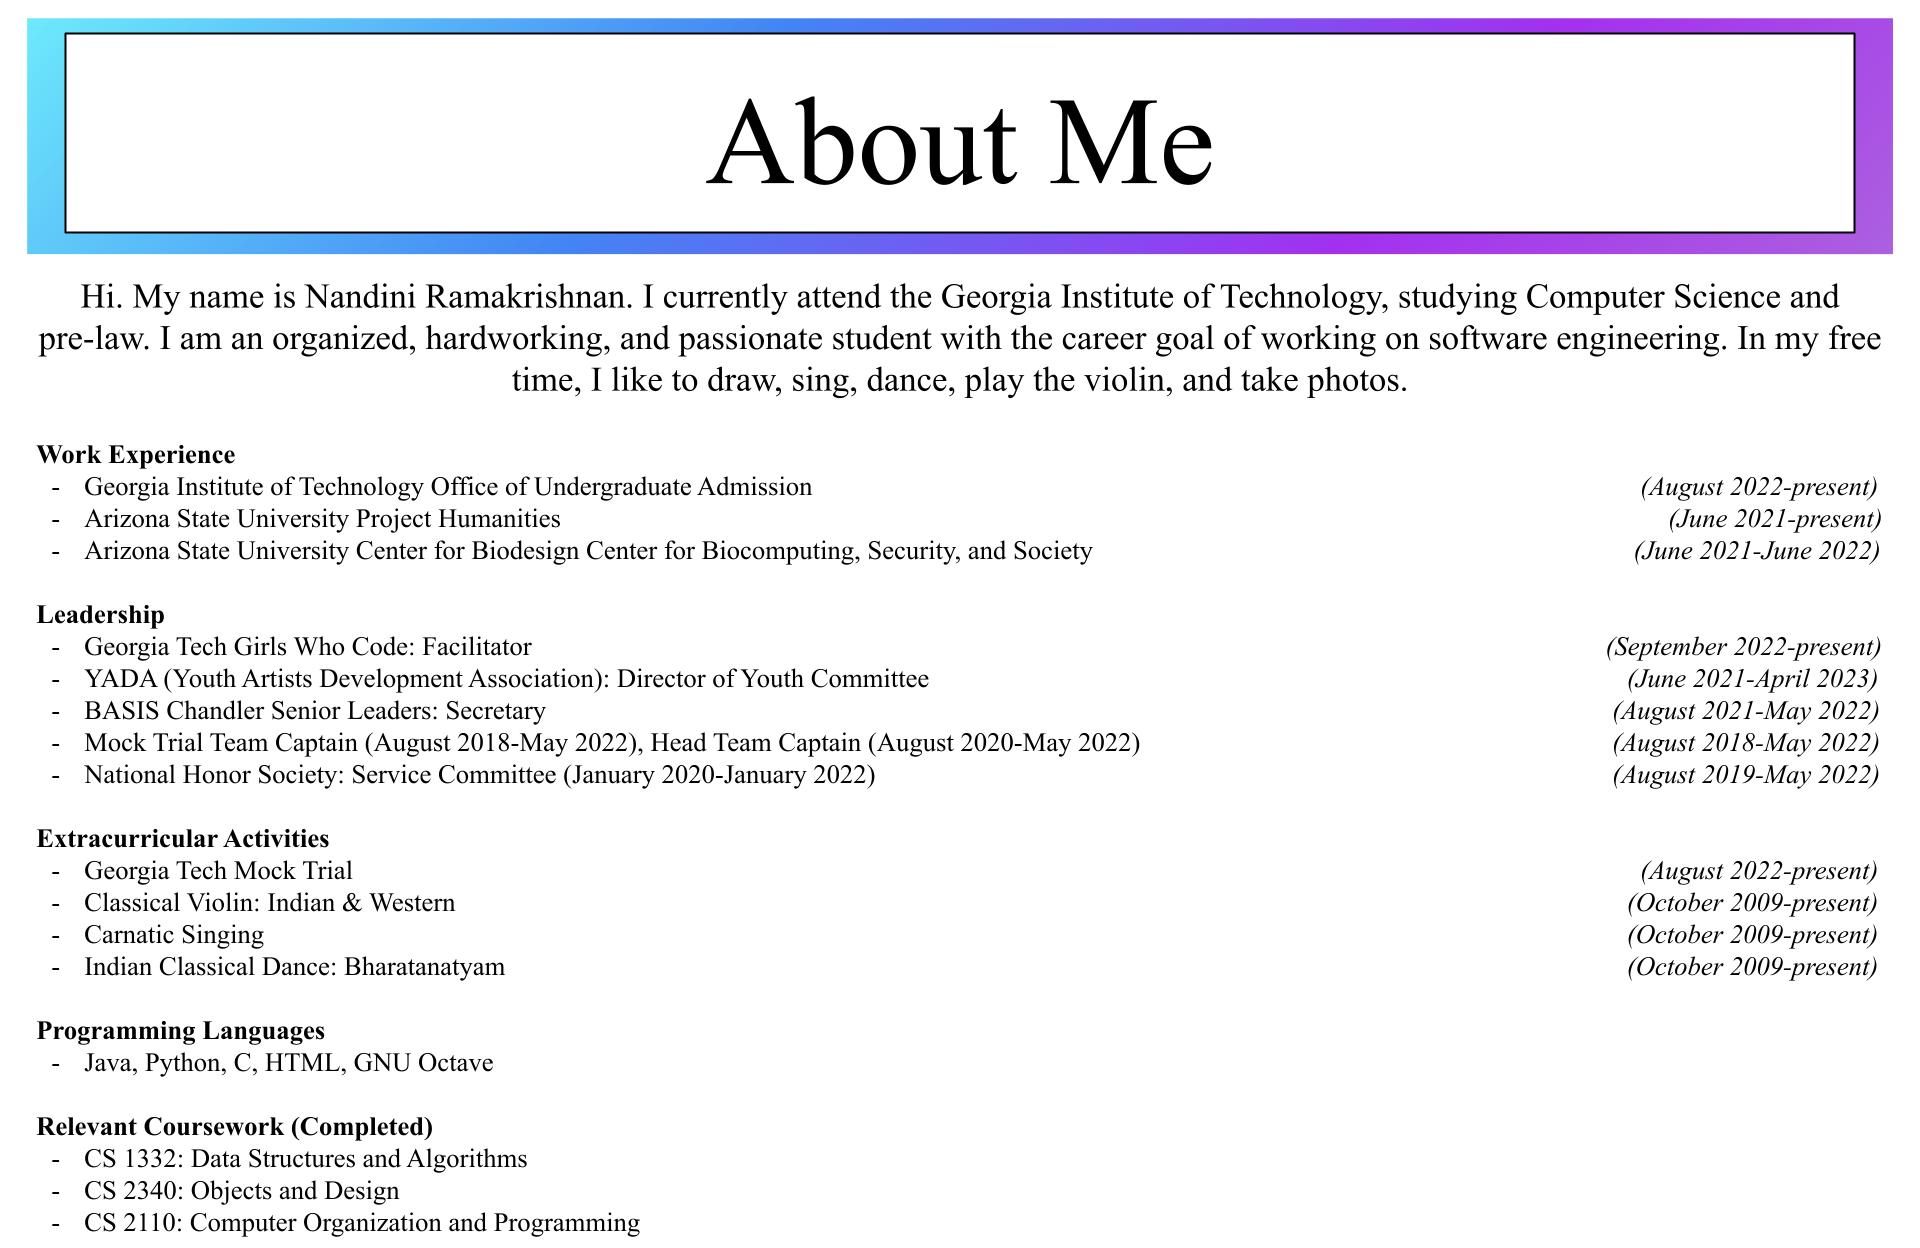 About Me
Hi. My name is Nandini Ramakrishnan. I currently attend the Georgia Institute of Technology, studying Computer Science and
pre-law. I am an organized, hardworking, and passionate student with the career goal of working on software engineering. In my free
time, I like to draw, sing, dance, play the violin, and take photos.
Work Experience
- Georgia Institute of Technology Office of Undergraduate Admission (August 2022-present)
- Arizona State University Project Humanities (June 2021-present)
- Arizona State University Center for Biodesign Center for Biocomputing, Security, and Society (June 2021-June 2022)
Leadership
- Georgia Tech Girls Who Code: Facilitator (September 2022-present)
- YADA (Youth Artists Development Association): Director of Youth Committee (June 2021-April 2023)
- BASIS Chandler Senior Leaders: Secretary (August 2021-May 2022)
- Mock Trial Team Captain (August 2018-May 2022), Head Team Captain (August 2020-May 2022) (August 2018-May 2022)
- National Honor Society: Service Committee (January 2020-January 2022) (August 2019-May 2022)
Extracurricular Activities
- Georgia Tech Mock Trial (August 2022-present)
- Classical Violin: Indian & Western (October 2009-present)
- Carnatic Singing (October 2009-present)
- Indian Classical Dance: Bharatanatyam (October 2009-present)
Programming Languages
- Java, Python, C, HTML, GNU Octave
Relevant Coursework (Completed)
- CS 1332: Data Structures and Algorithms
- CS 2340: Objects and Design
- CS 2110: Computer Organization and Programming